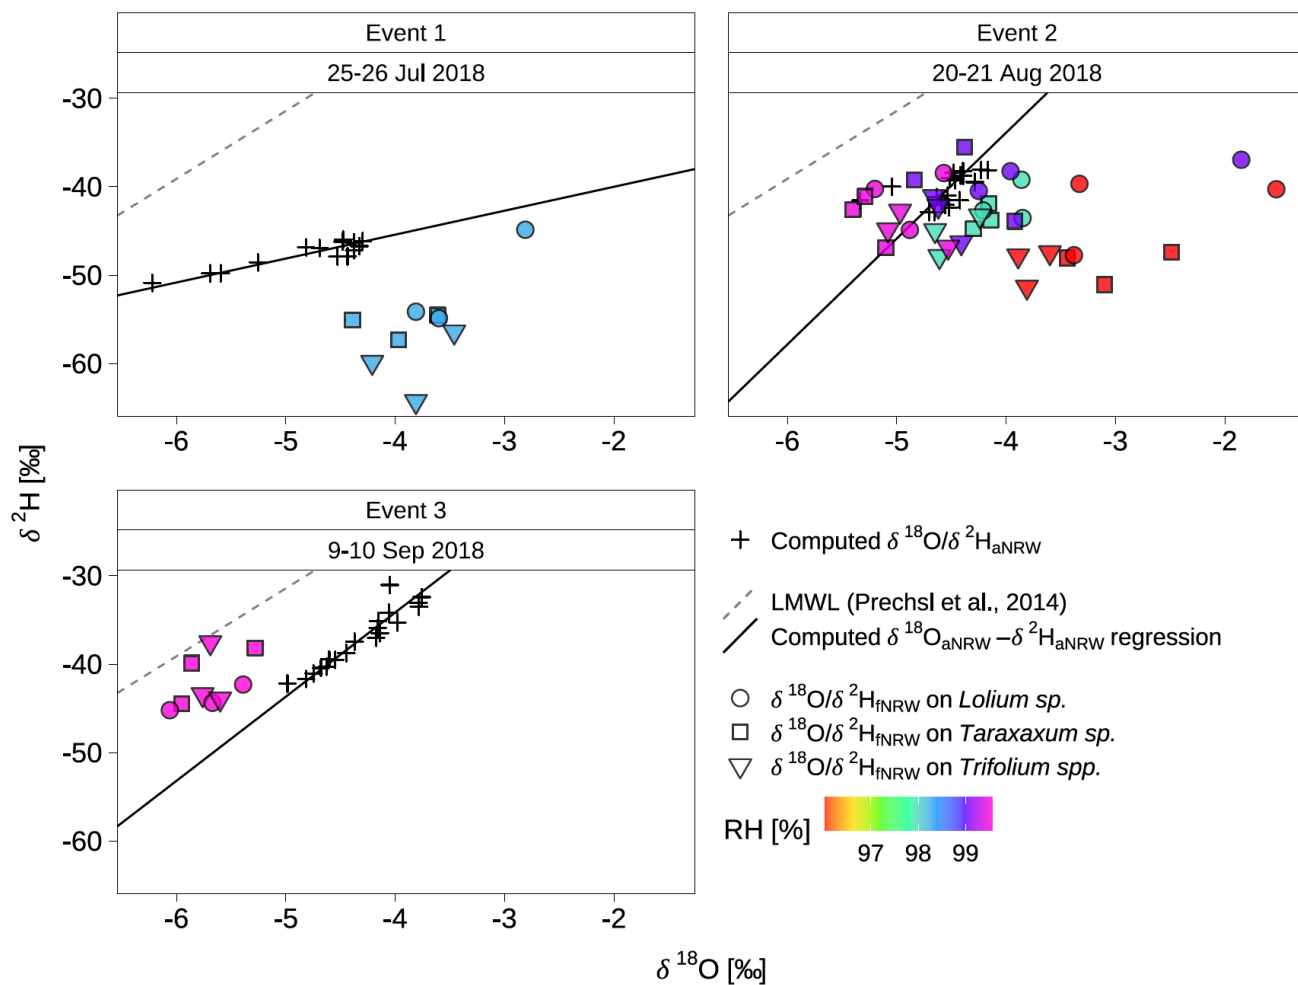 Event 1
25-26 Jul 2018
Event 2
20-21 Aug 2018
-30
-40
-50
-60
-6 -5 -4 -3 -2
-6 -5 -4 -3 -2
δ ²H [‰]
Event 3
9-10 Sep 2018
-30
-40
-50
-60
-6 -5 -4 -3 -2
δ ¹⁸O [‰]
Computed δ ¹⁸O/δ ²HaNRW
LMWL (Prechsl et al., 2014)
Computed δ ¹⁸OaNRW –δ ²HaNRW regression
δ ¹⁸O/δ ²HfNRW on Lolium sp.
δ ¹⁸O/δ ²HfNRW on Taraxaxum sp.
δ ¹⁸O/δ ²HfNRW on Trifolium spp.
RH [%]
97 98 99